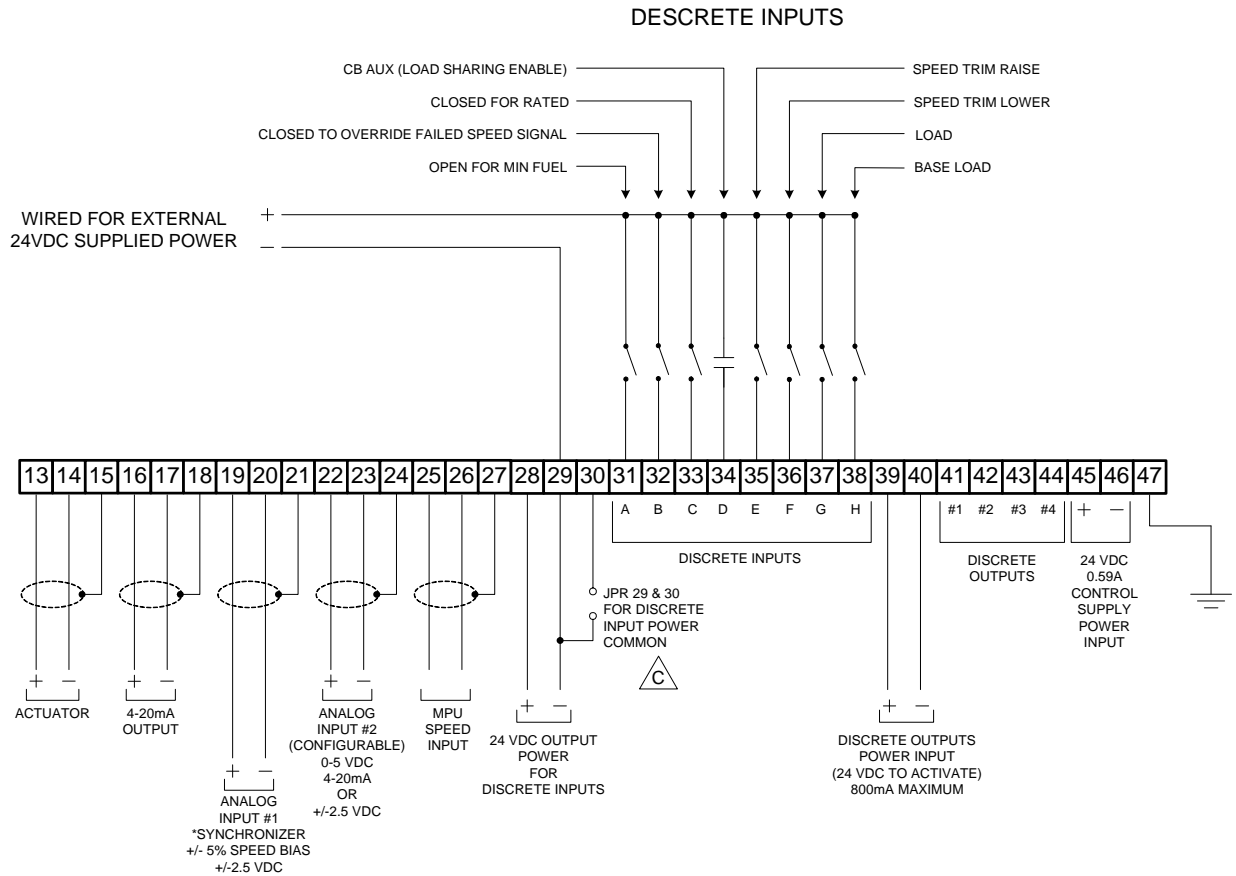 DESCRETE INPUTS
CB AUX (LOAD SHARING ENABLE)
CLOSED FOR RATED
CLOSED TO OVERRIDE FAILED SPEED SIGNAL
OPEN FOR MIN FUEL
SPEED TRIM RAISE
SPEED TRIM LOWER
LOAD
BASE LOAD
WIRED FOR EXTERNAL
24VDC SUPPLIED POWER
+
−
13 14 15 16 17 18 19 20 21 22 23 24 25 26 27 28 29 30 31 32 33 34 35 36 37 38 39 40 41 42 43 44 45 46 47
A B C D E F G H
DISCRETE INPUTS
#1 #2 #3 #4
DISCRETE
OUTPUTS
+ −
24 VDC
0.59A
CONTROL
SUPPLY
POWER
INPUT
JPR 29 & 30
FOR DISCRETE
INPUT POWER
COMMON
C
+ −
ACTUATOR
+ −
4-20mA
OUTPUT
+ −
ANALOG
INPUT #1
*SYNCHRONIZER
+/- 5% SPEED BIAS
+/-2.5 VDC
+ −
ANALOG
INPUT #2
(CONFIGURABLE)
0-5 VDC
4-20mA
OR
+/-2.5 VDC
MPU
SPEED
INPUT
+ −
24 VDC OUTPUT
POWER
FOR
DISCRETE INPUTS
+ −
DISCRETE OUTPUTS
POWER INPUT
(24 VDC TO ACTIVATE)
800mA MAXIMUM